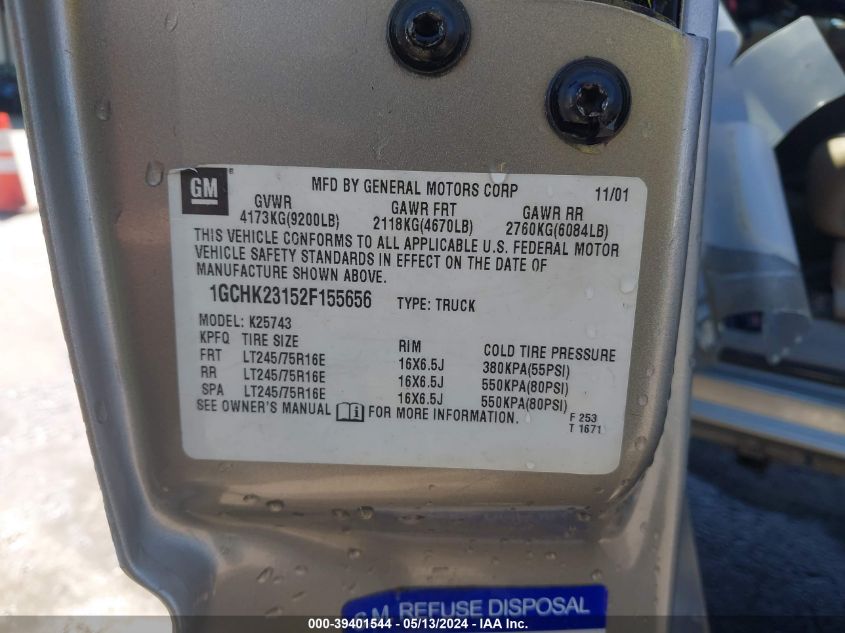 GM
MFD BY GENERAL MOTORS CORP 11/01
GVWR GAWR FRT GAWR RR
4173KG(9200LB) 2118KG(4670LB) 2760KG(6084LB)
THIS VEHICLE CONFORMS TO ALL APPLICABLE U.S. FEDERAL MOTOR
VEHICLE SAFETY STANDARDS IN EFFECT ON THE DATE OF
MANUFACTURE SHOWN ABOVE.
1GCHK23152F155656 TYPE: TRUCK
MODEL: K25743
KPFQ TIRE SIZE RIM COLD TIRE PRESSURE
FRT LT245/75R16E 16X6.5J 380KPA(55PSI)
RR LT245/75R16E 16X6.5J 550KPA(80PSI)
SPA LT245/75R16E 16X6.5J 550KPA(80PSI)
SEE OWNER'S MANUAL FOR MORE INFORMATION.
F 253
T 1671
GM REFUSE DISPOSAL
000-39401544 - 05/13/2024 - IAA Inc.